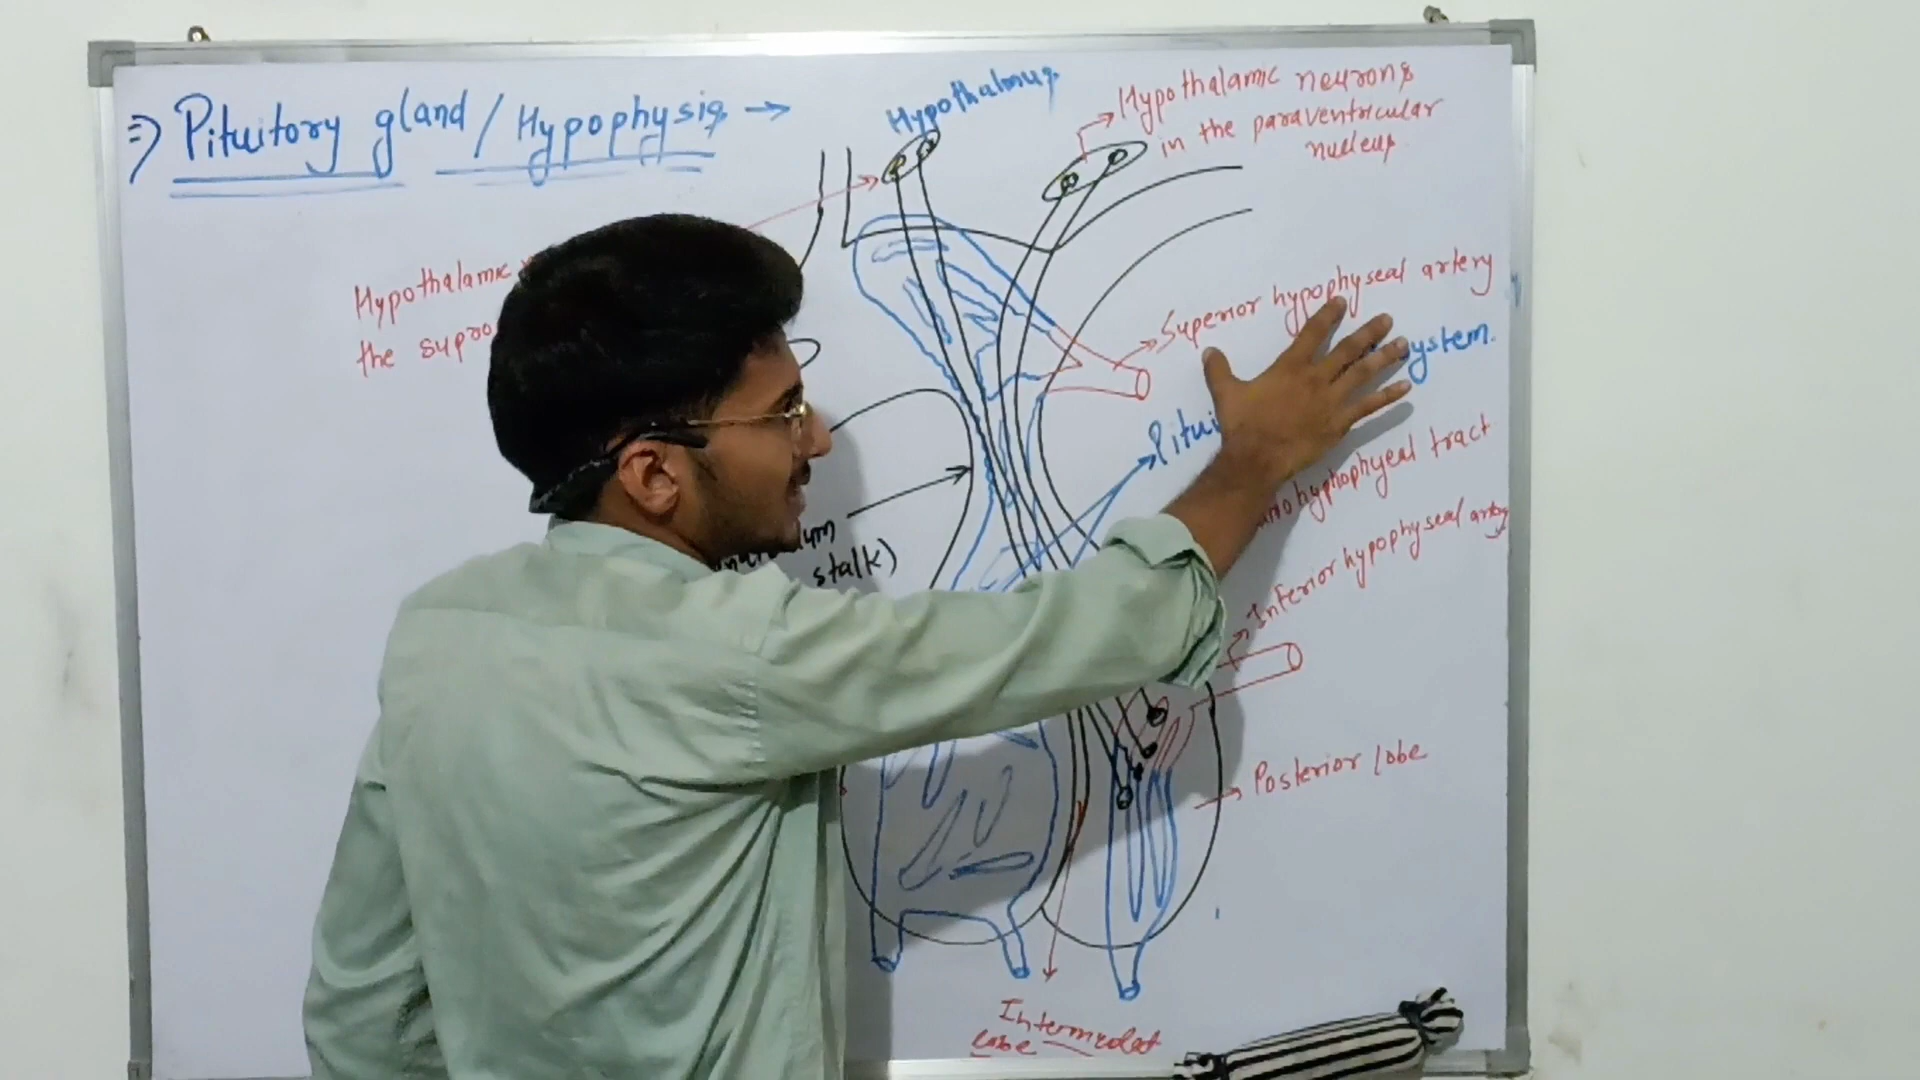 ⇒ Pituitory gland / Hypophysis →
Hypothalamus
Hypothalamic neurons
in the paraventricular
nucleus
Hypothalamic
the supra
Superior hypophyseal artery
system.
Pitui
hyphophyeal tract
Inferior hypophyseal artery
stalk)
Posterior lobe
Intermediat
Lobe